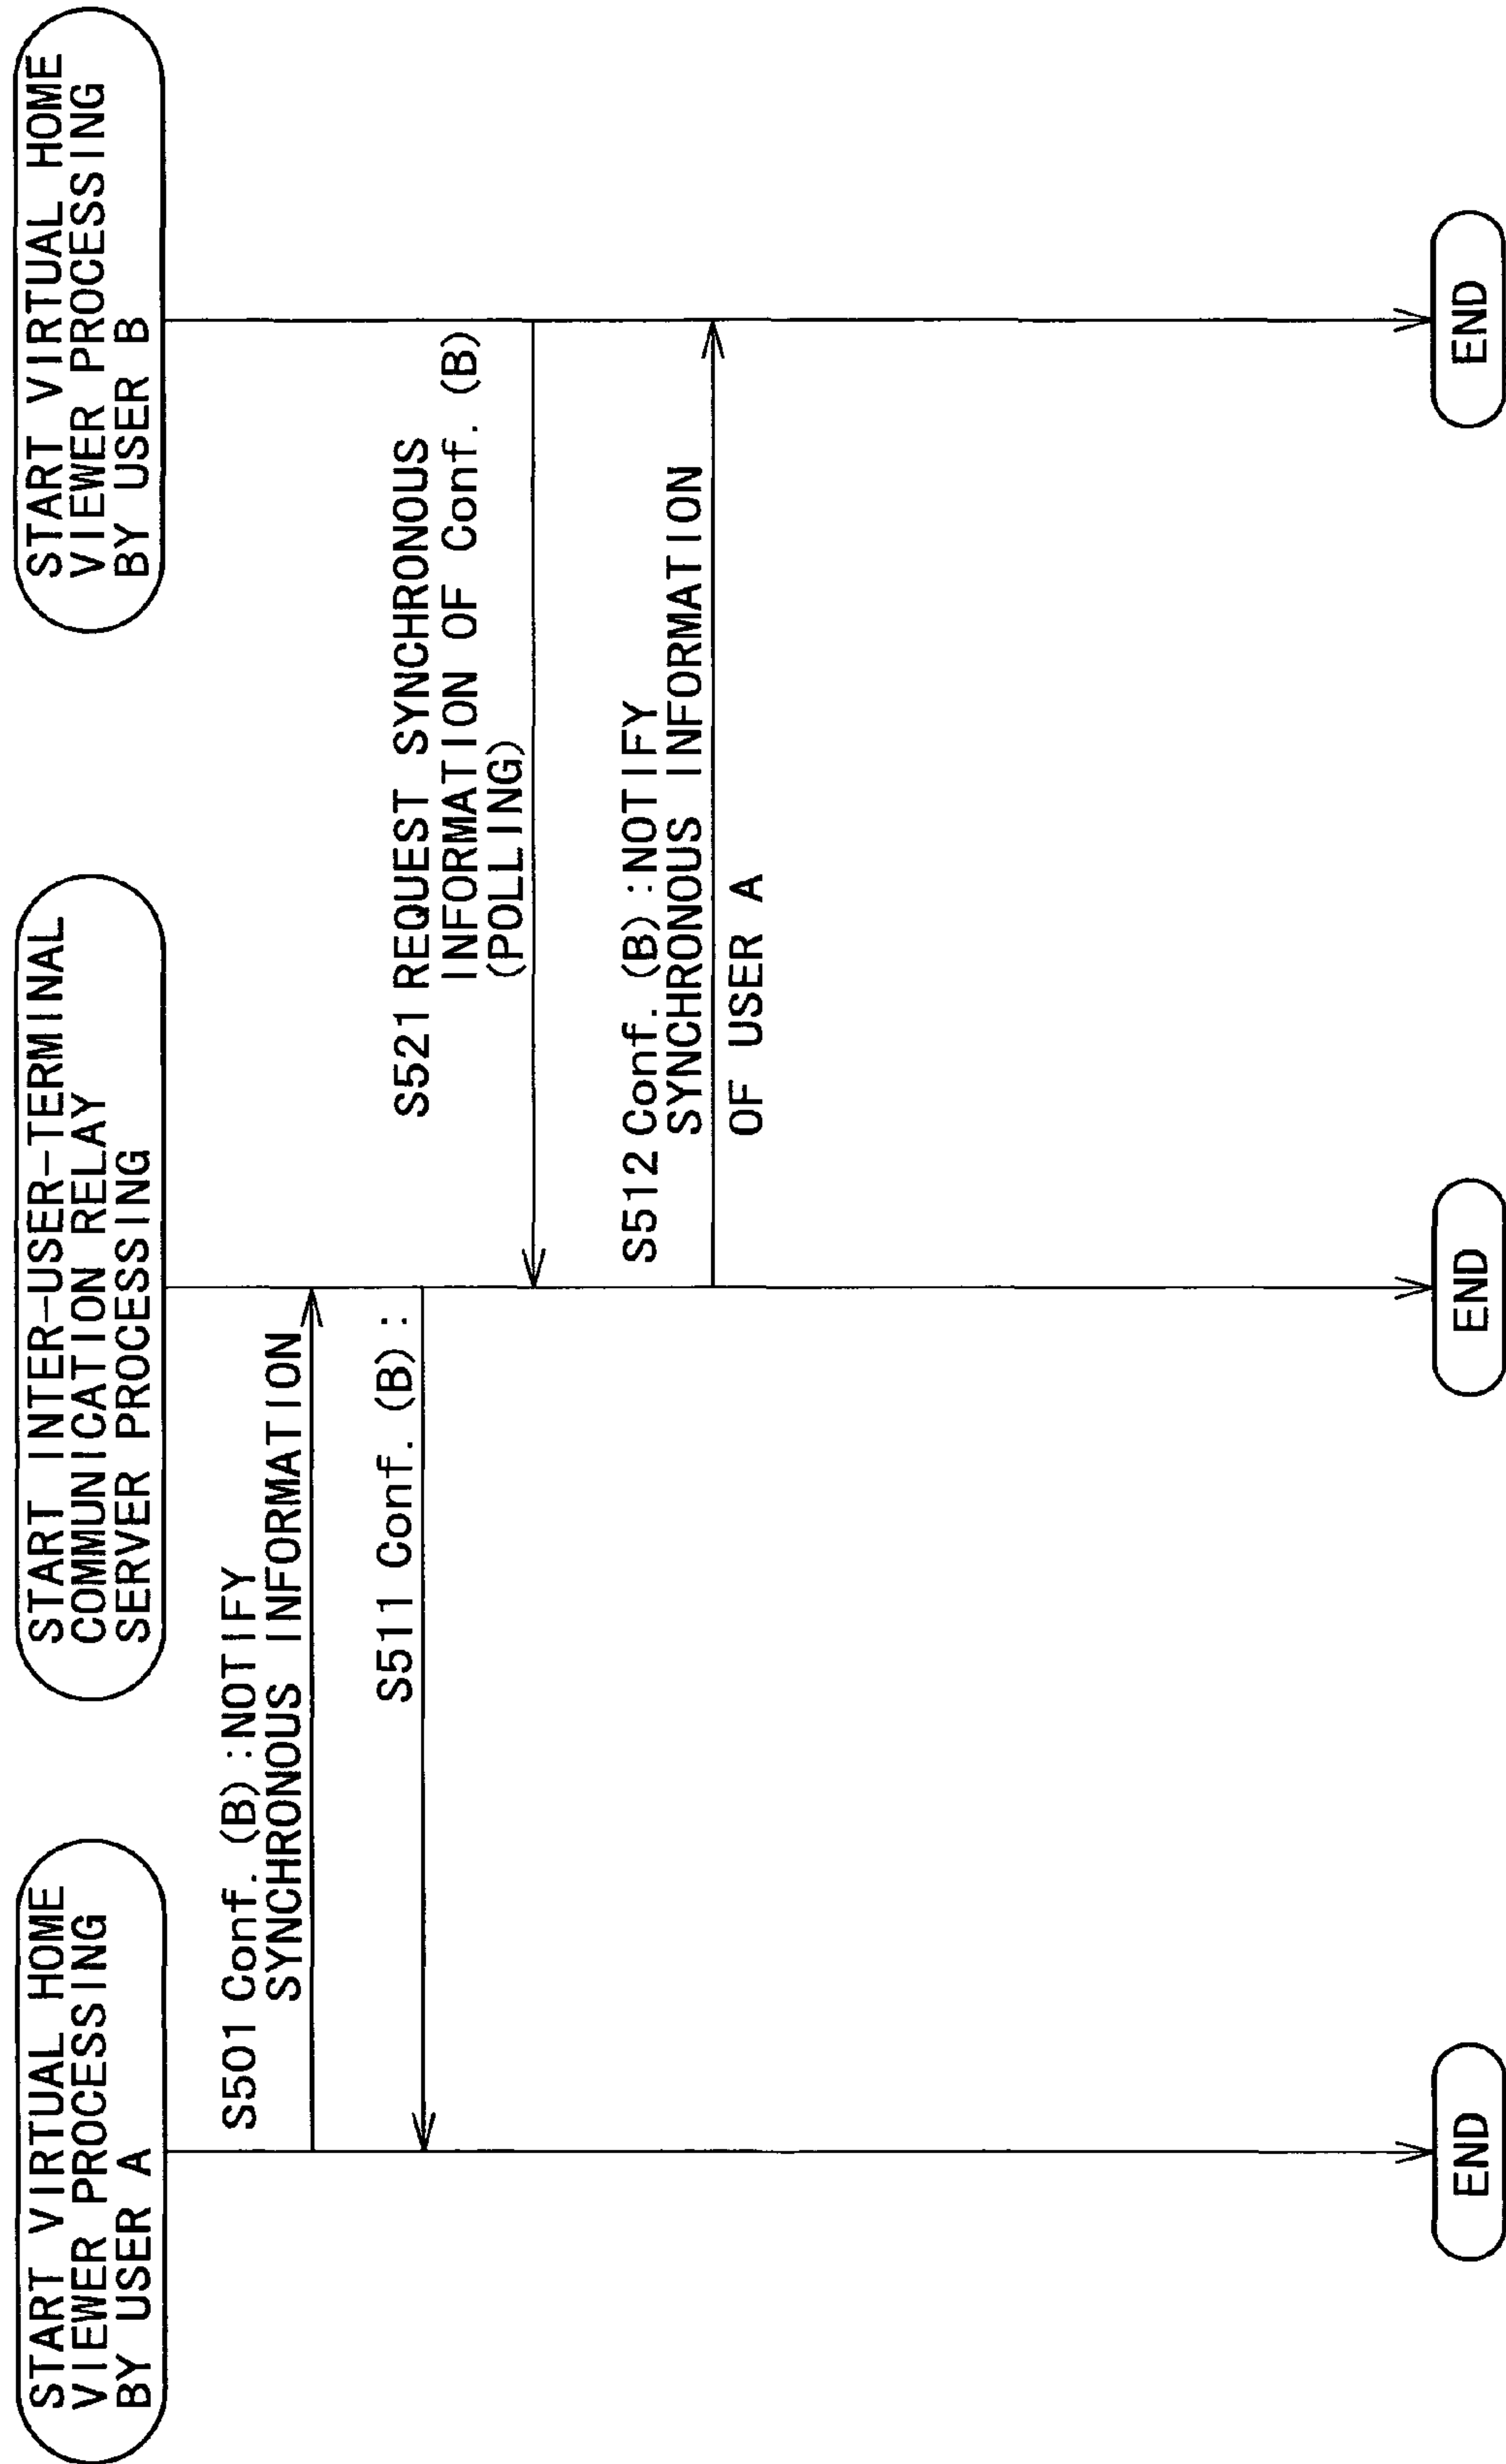 START VIRTUAL HOME
VIEWER PROCESSING
BY USER A
START INTER-USER-TERMINAL
COMMUNICATION RELAY
SERVER PROCESSING
START VIRTUAL HOME
VIEWER PROCESSING
BY USER B
S501 Conf. (B) :NOTIFY
SYNCHRONOUS INFORMATION
S511 Conf. (B) :
S521 REQUEST SYNCHRONOUS
INFORMATION OF Conf. (B)
(POLLING)
S512 Conf. (B) :NOTIFY
SYNCHRONOUS INFORMATION
OF USER A
END
END
END